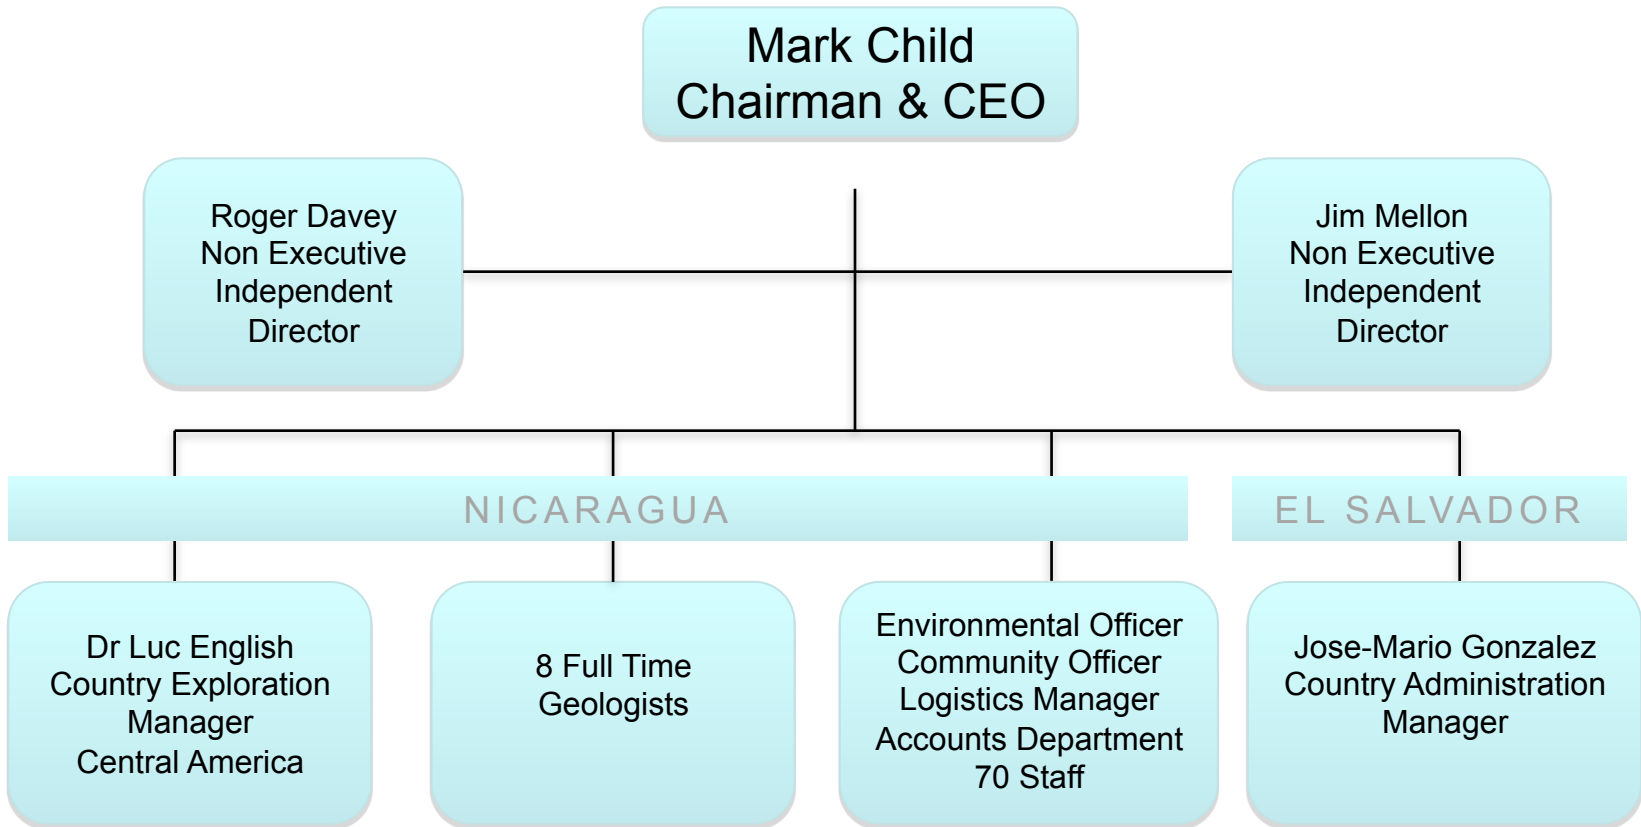 Mark Child
Chairman & CEO
Roger Davey
Non Executive
Independent
Director
Jim Mellon
Non Executive
Independent
Director
NICARAGUA
EL SALVADOR
Dr Luc English
Country Exploration
Manager
Central America
8 Full Time
Geologists
Environmental Officer
Community Officer
Logistics Manager
Accounts Department
70 Staff
Jose-Mario Gonzalez
Country Administration
Manager